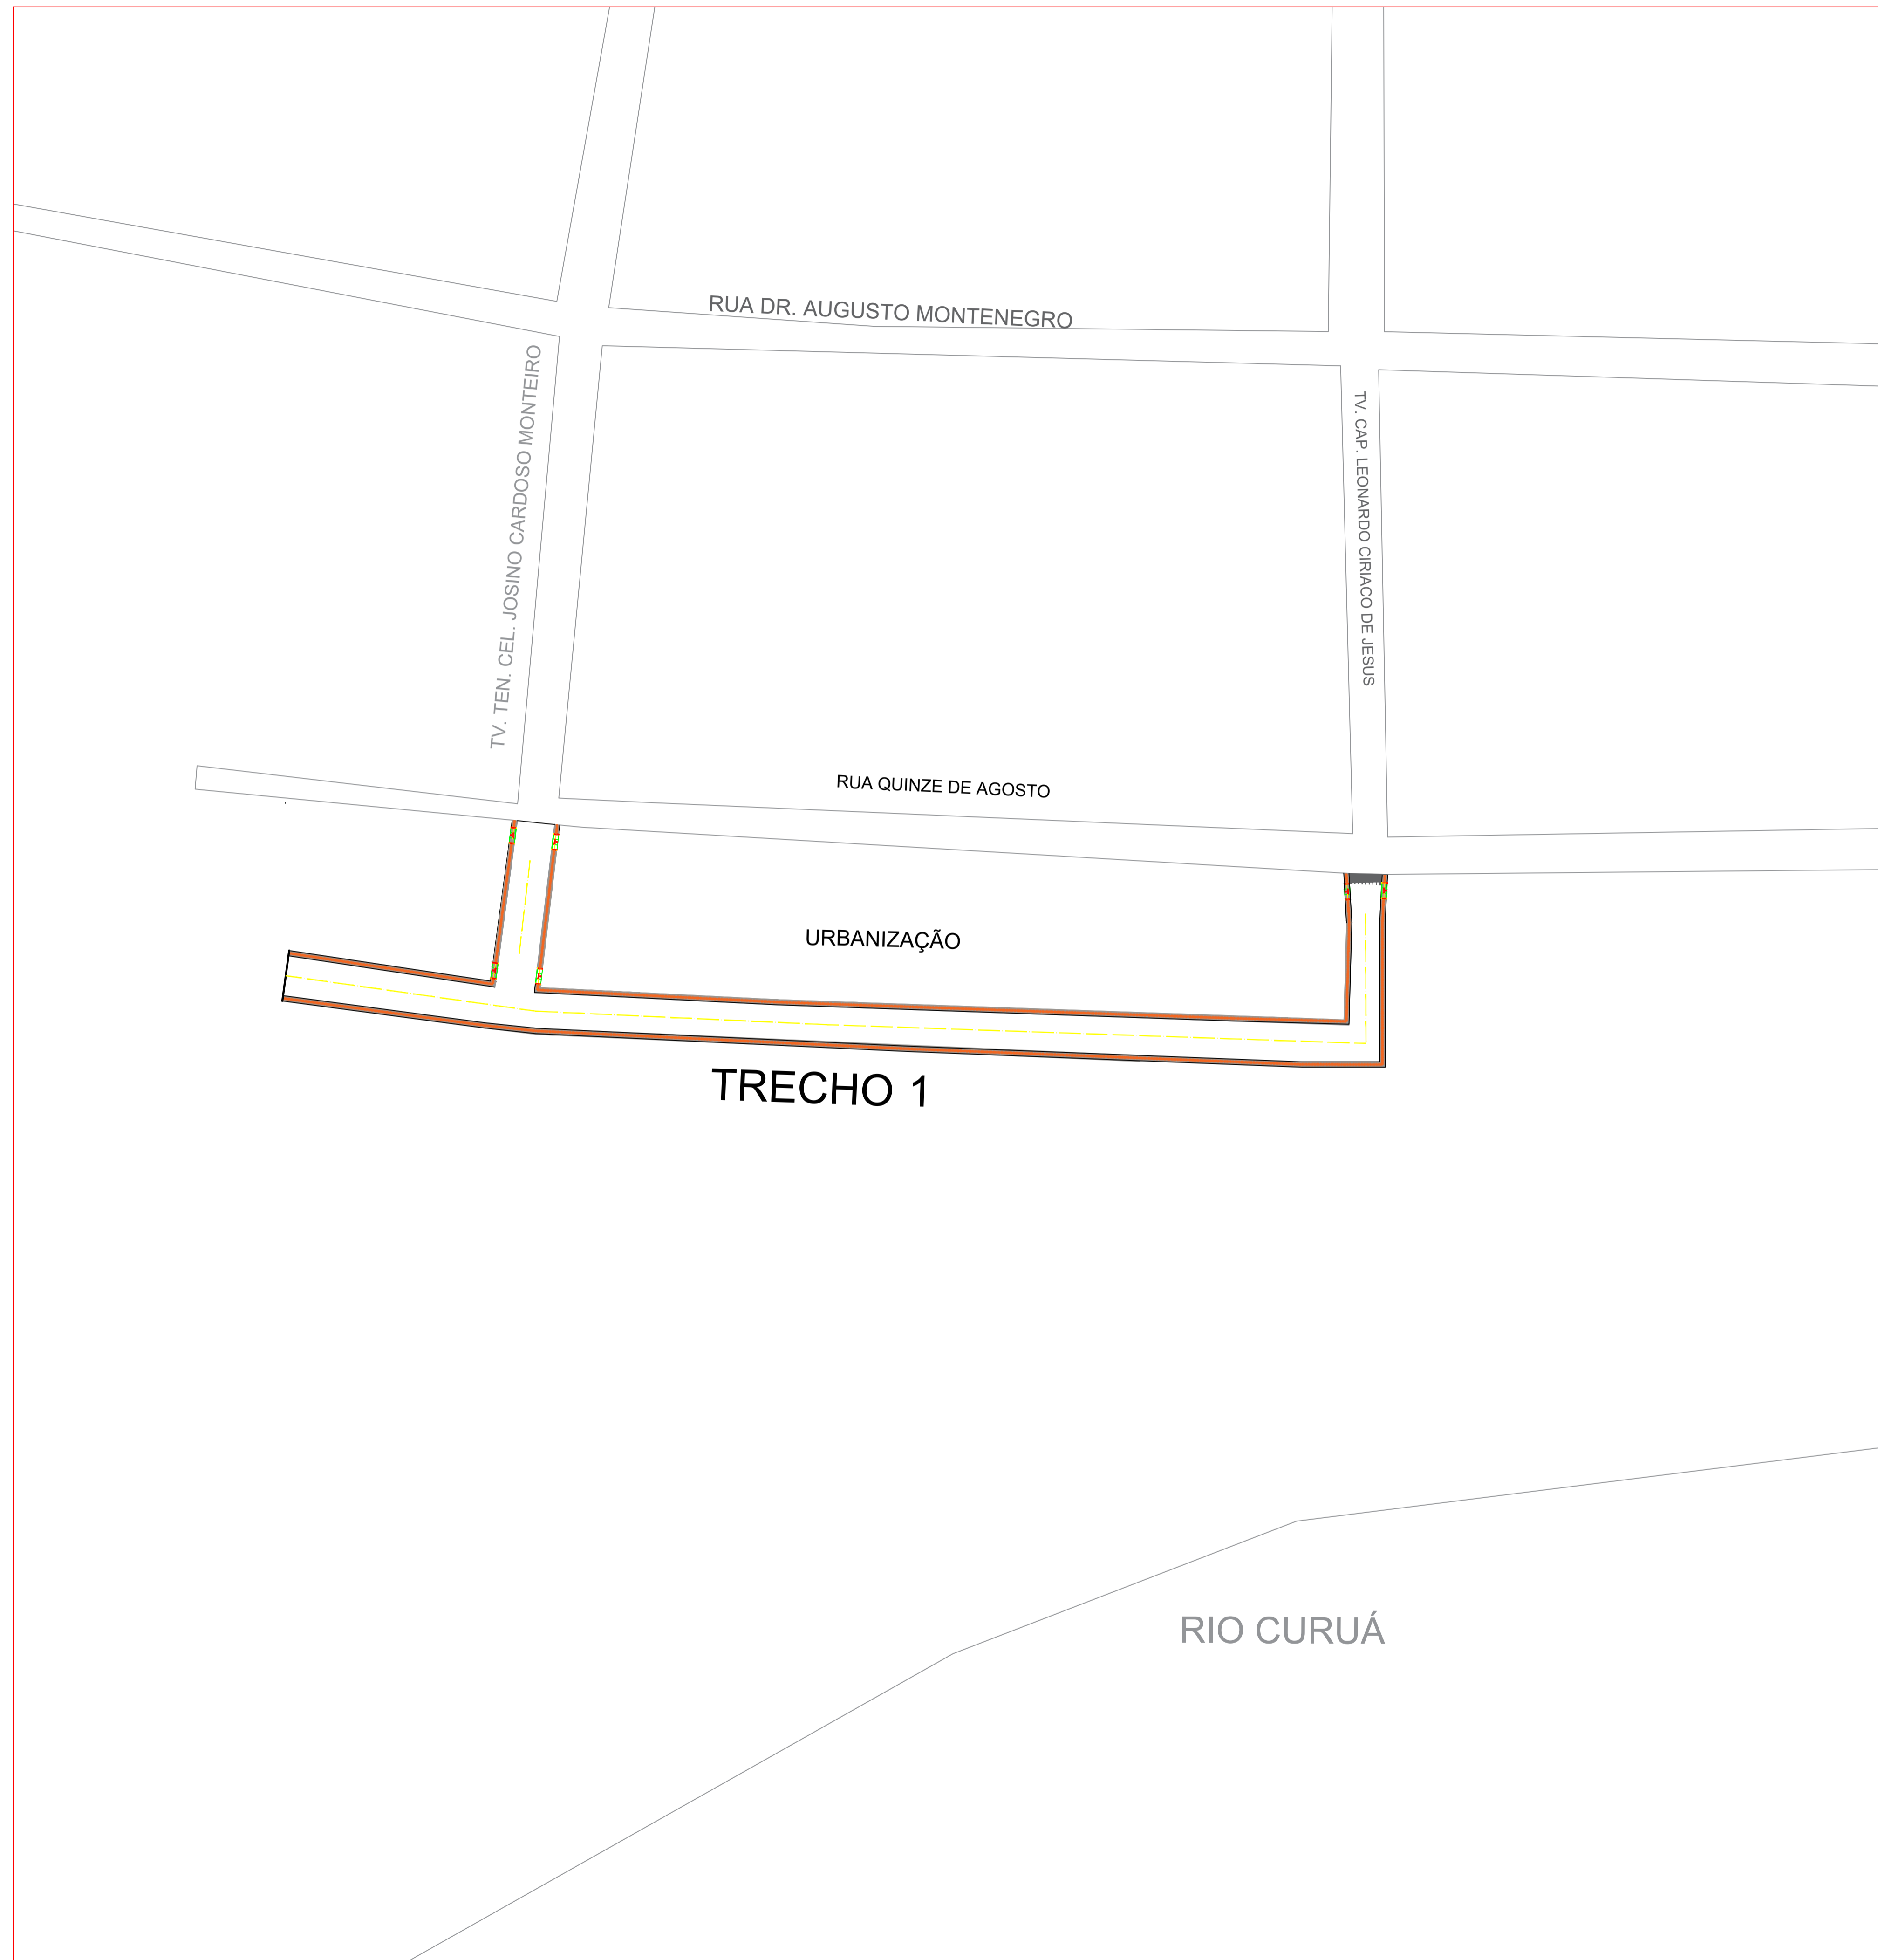 RUA DR. AUGUSTO MONTENEGRO
TV. TEN. CEL. JOSINO CARDOSO MONTEIRO
TV. CAP. LEONARDO CIRIACO DE JESUS
RUA QUINZE DE AGOSTO
URBANIZAÇÃO
TRECHO 1
RIO CURUÁ